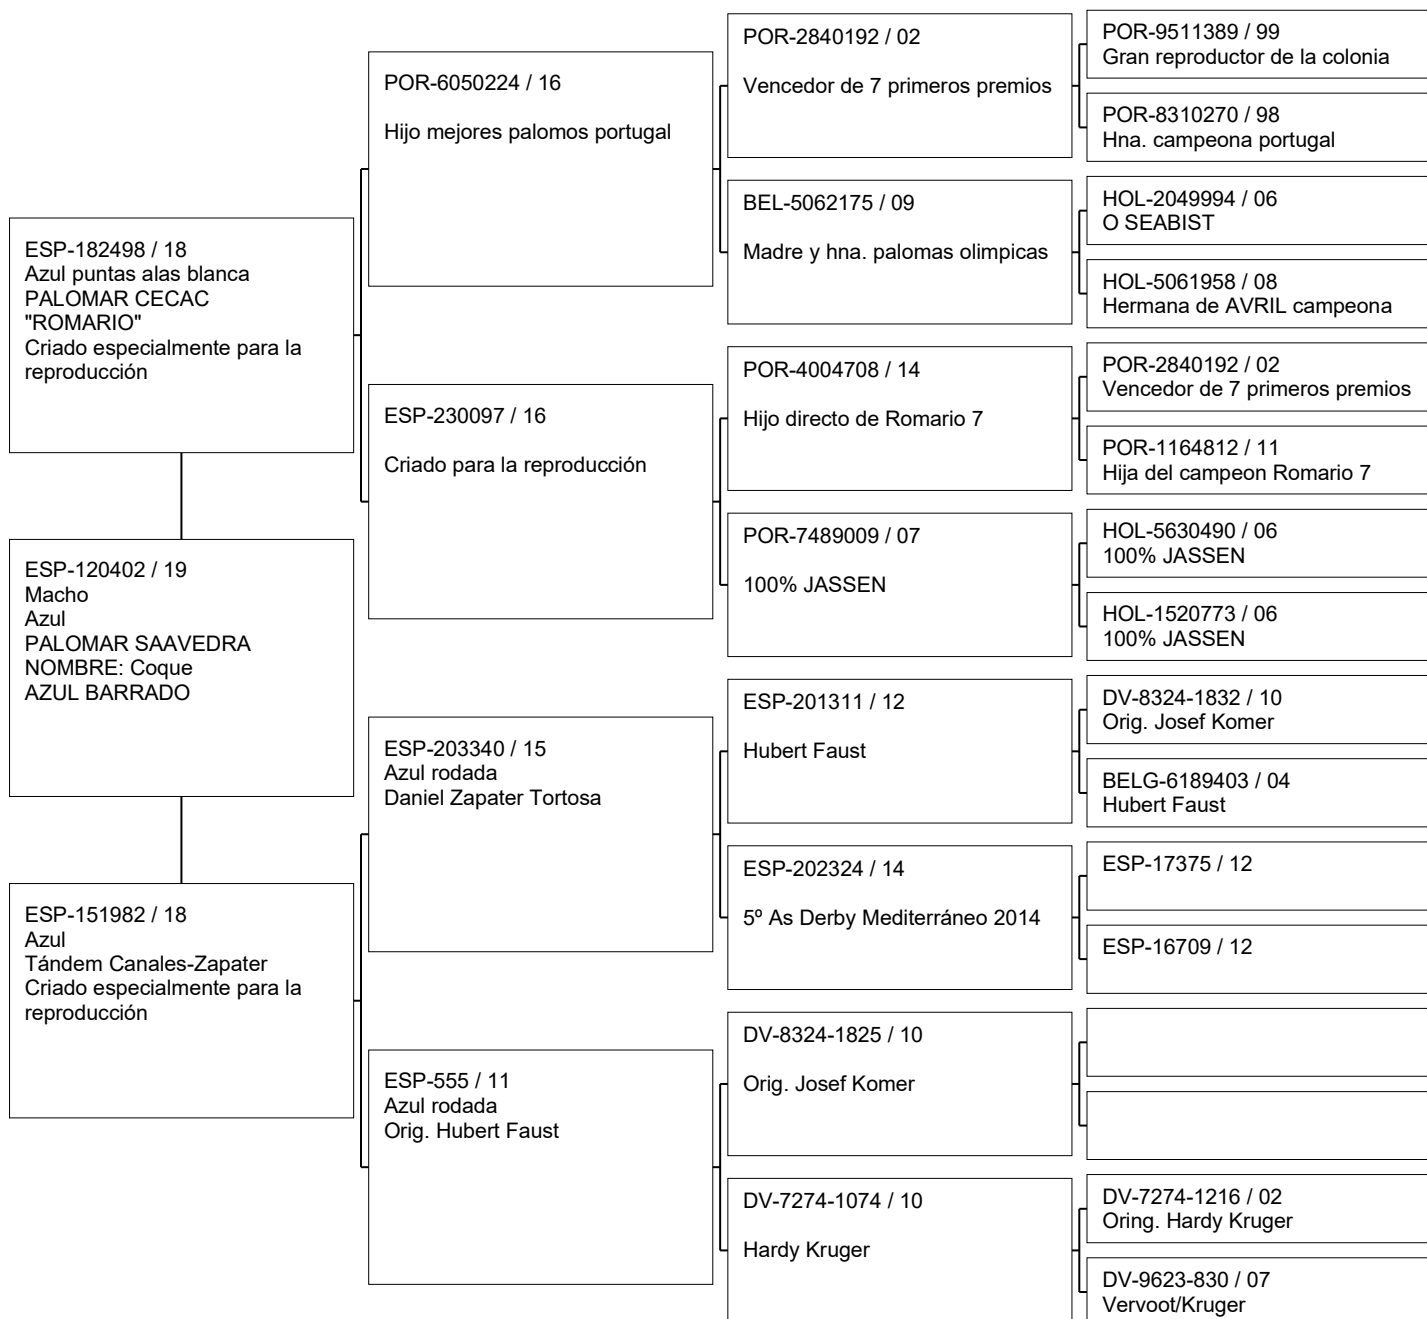 ESP-182498 / 18
Azul puntas alas blanca
PALOMAR CECAC
"ROMARIO"
Criado especialmente para la
reproducción
ESP-120402 / 19
Macho
Azul
PALOMAR SAAVEDRA
NOMBRE: Coque
AZUL BARRADO
ESP-151982 / 18
Azul
Tándem Canales-Zapater
Criado especialmente para la
reproducción
POR-6050224 / 16
Hijo mejores palomos portugal
ESP-230097 / 16
Criado para la reproducción
ESP-203340 / 15
Azul rodada
Daniel Zapater Tortosa
ESP-555 / 11
Azul rodada
Orig. Hubert Faust
POR-2840192 / 02
Vencedor de 7 primeros premios
BEL-5062175 / 09
Madre y hna. palomas olimpicas
POR-4004708 / 14
Hijo directo de Romario 7
POR-7489009 / 07
100% JASSEN
ESP-201311 / 12
Hubert Faust
ESP-202324 / 14
5º As Derby Mediterráneo 2014
DV-8324-1825 / 10
Orig. Josef Komer
DV-7274-1074 / 10
Hardy Kruger
POR-9511389 / 99
Gran reproductor de la colonia
POR-8310270 / 98
Hna. campeona portugal
HOL-2049994 / 06
O SEABIST
HOL-5061958 / 08
Hermana de AVRIL campeona
POR-2840192 / 02
Vencedor de 7 primeros premios
POR-1164812 / 11
Hija del campeon Romario 7
HOL-5630490 / 06
100% JASSEN
HOL-1520773 / 06
100% JASSEN
DV-8324-1832 / 10
Orig. Josef Komer
BELG-6189403 / 04
Hubert Faust
ESP-17375 / 12
ESP-16709 / 12
DV-7274-1216 / 02
Oring. Hardy Kruger
DV-9623-830 / 07
Vervoot/Kruger